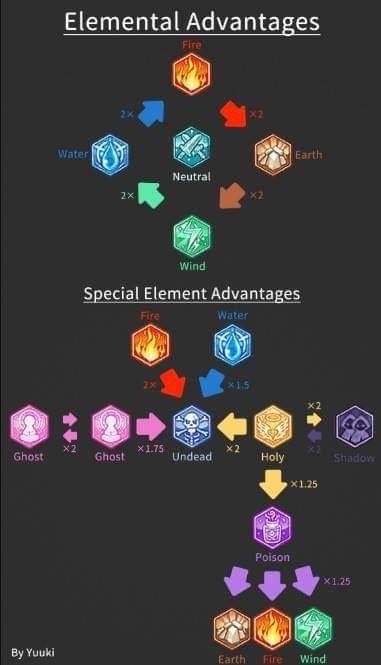 Elemental Advantages
Fire
2× ×2
Water Neutral Earth
2× ×2
Wind
Special Element Advantages
Fire Water
2× ×1.5
×2
×2 ×1.75 ×2 ×2
Ghost Ghost Undead Holy Shadow
×1.25
Poison
×1.25
Earth Fire Wind
By Yuuki